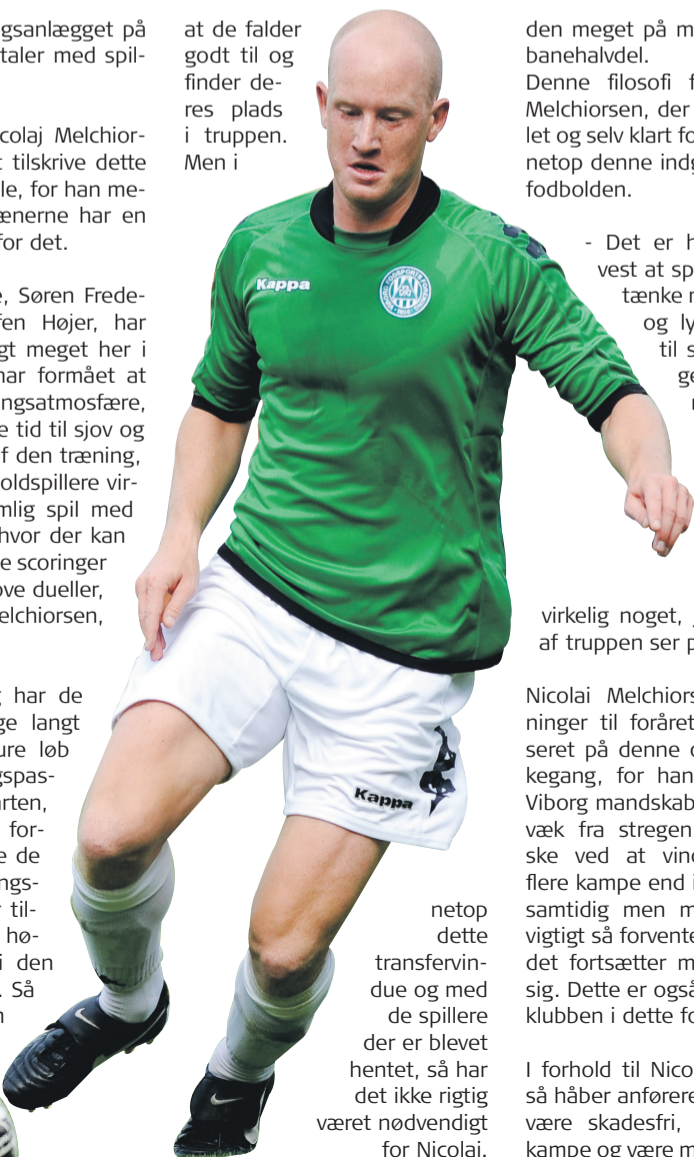 gsanlægget på
taler med spil-
colaj Melchior-
t tilskrive dette
le, for han me-
ænerne har en
for det.
e, Søren Frede-
fen Højer, har
gt meget her i
har formået at
ingsatmosfære,
e tid til sjov og
f den træning,
oldspillere vir-
mlig spil med
hvor der kan
e scoringer
ove dueller,
elchiorsen,
g har de
ge langt
ure løb
gspas-
arten,
for-
e de
ngs-
r til-
hø-
i den
. Så
n
at de falder
godt til og
finder de-
res plads
i truppen.
Men i
Kappa
Kappa
netop
dette
transfervin-
due og med
de spillere
der er blevet
hentet, så har
det ikke rigtig
været nødvendigt
for Nicolai.
den meget på m
banehalvdel.
Denne filosofi f
Melchiorsen, der
let og selv klart fo
netop denne indg
fodbolden.
- Det er h
vest at sp
tænke m
og ly
til s
ge
virkelig noget,
af truppen ser p
Nicolai Melchiors
ninger til foråret
seret på denne o
kegang, for han
Viborg mandskab
væk fra stregen
ske ved at vind
flere kampe end i
samtidig men m
vigtigt så forvente
det fortsætter m
sig. Dette er også
klubben i dette fo
I forhold til Nico
så håber anfører
være skadesfri,
kampe og være m